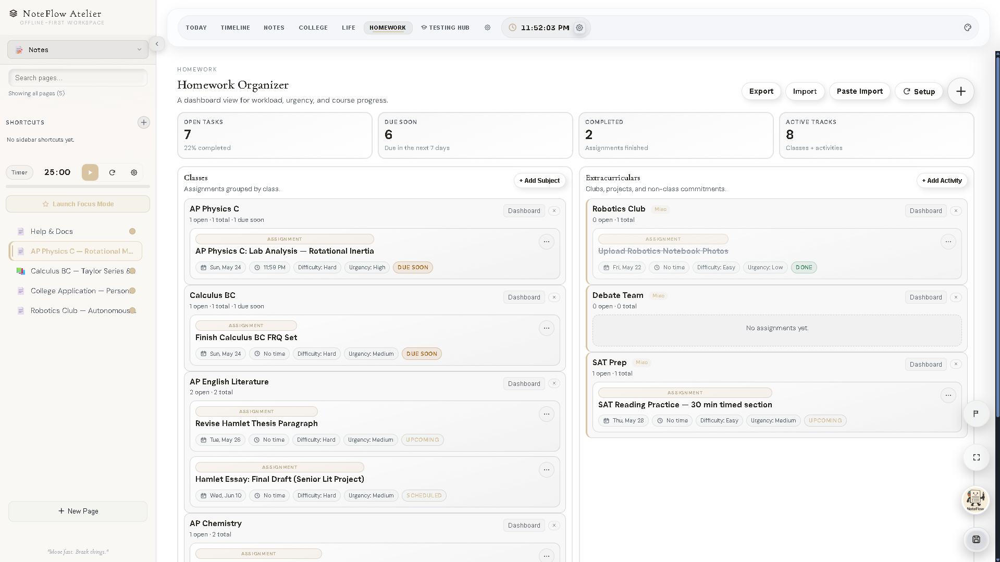 NoteFlow Atelier
OFFLINE-FIRST WORKSPACE
Notes
Search pages...
Showing all pages (5)
SHORTCUTS
No sidebar shortcuts yet.
Timer
25:00
Launch Focus Mode
Help & Docs
AP Physics C — Rotational M...
Calculus BC — Taylor Series &
College Application — Person
Robotics Club — Autonomous...
New Page
"Move fast. Break things."
TODAY
TIMELINE
NOTES
COLLEGE
LIFE
HOMEWORK
TESTING HUB
11:52:03 PM
HOMEWORK
Homework Organizer
A dashboard view for workload, urgency, and course progress.
Export
Import
Paste Import
Setup
OPEN TASKS
7
22% completed
DUE SOON
6
Due in the next 7 days
COMPLETED
2
Assignments finished
ACTIVE TRACKS
8
Classes + activities
Classes
Assignments grouped by class.
+ Add Subject
AP Physics C
1 open · 1 total · 1 due soon
Dashboard
×
ASSIGNMENT
AP Physics C: Lab Analysis — Rotational Inertia
Sun, May 24
11:59 PM
Difficulty: Hard
Urgency: High
DUE SOON
Calculus BC
1 open · 1 total · 1 due soon
Dashboard
×
ASSIGNMENT
Finish Calculus BC FRQ Set
Sun, May 24
No time
Difficulty: Hard
Urgency: Medium
DUE SOON
AP English Literature
2 open · 2 total
Dashboard
×
ASSIGNMENT
Revise Hamlet Thesis Paragraph
Tue, May 26
No time
Difficulty: Hard
Urgency: Medium
UPCOMING
ASSIGNMENT
Hamlet Essay: Final Draft (Senior Lit Project)
Wed, Jun 10
No time
Difficulty: Hard
Urgency: Medium
SCHEDULED
AP Chemistry
1 open · 2 total
Dashboard
×
ASSIGNMENT
Extracurriculars
Clubs, projects, and non-class commitments.
+ Add Activity
Robotics Club
Misc
0 open · 1 total
Dashboard
×
ASSIGNMENT
Upload Robotics Notebook Photos
Fri, May 22
No time
Difficulty: Easy
Urgency: Low
DONE
Debate Team
Misc
0 open · 0 total
Dashboard
×
No assignments yet.
SAT Prep
Misc
1 open · 1 total
Dashboard
×
ASSIGNMENT
SAT Reading Practice — 30 min timed section
Thu, May 28
No time
Difficulty: Easy
Urgency: Medium
UPCOMING
NoteFlow